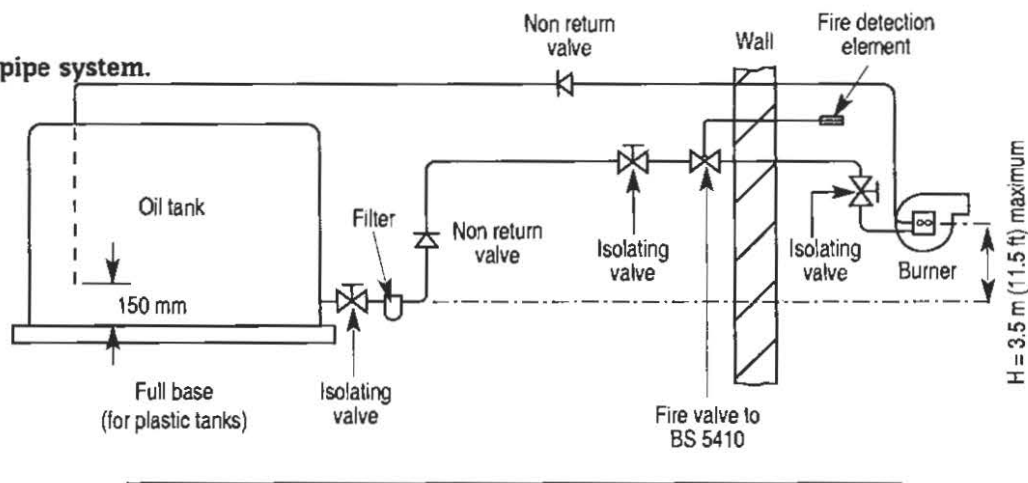 pipe system.
Non return
valve
Wall
Fire detection
element
Oil tank
Filter
Non return
valve
Isolating
valve
Isolating
valve
Burner
150 mm
H = 3.5 m (11.5 ft) maximum
Full base
(for plastic tanks)
Isolating
valve
Fire valve to
BS 5410